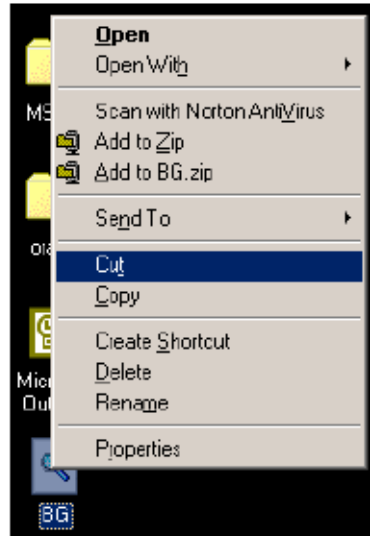 Open
Open With
MS
Scan with Norton AntiVirus
Add to Zip
Add to BG.zip
Send To
Cut
Copy
Create Shortcut
Delete
Rename
Micr
Out
Properties
BG